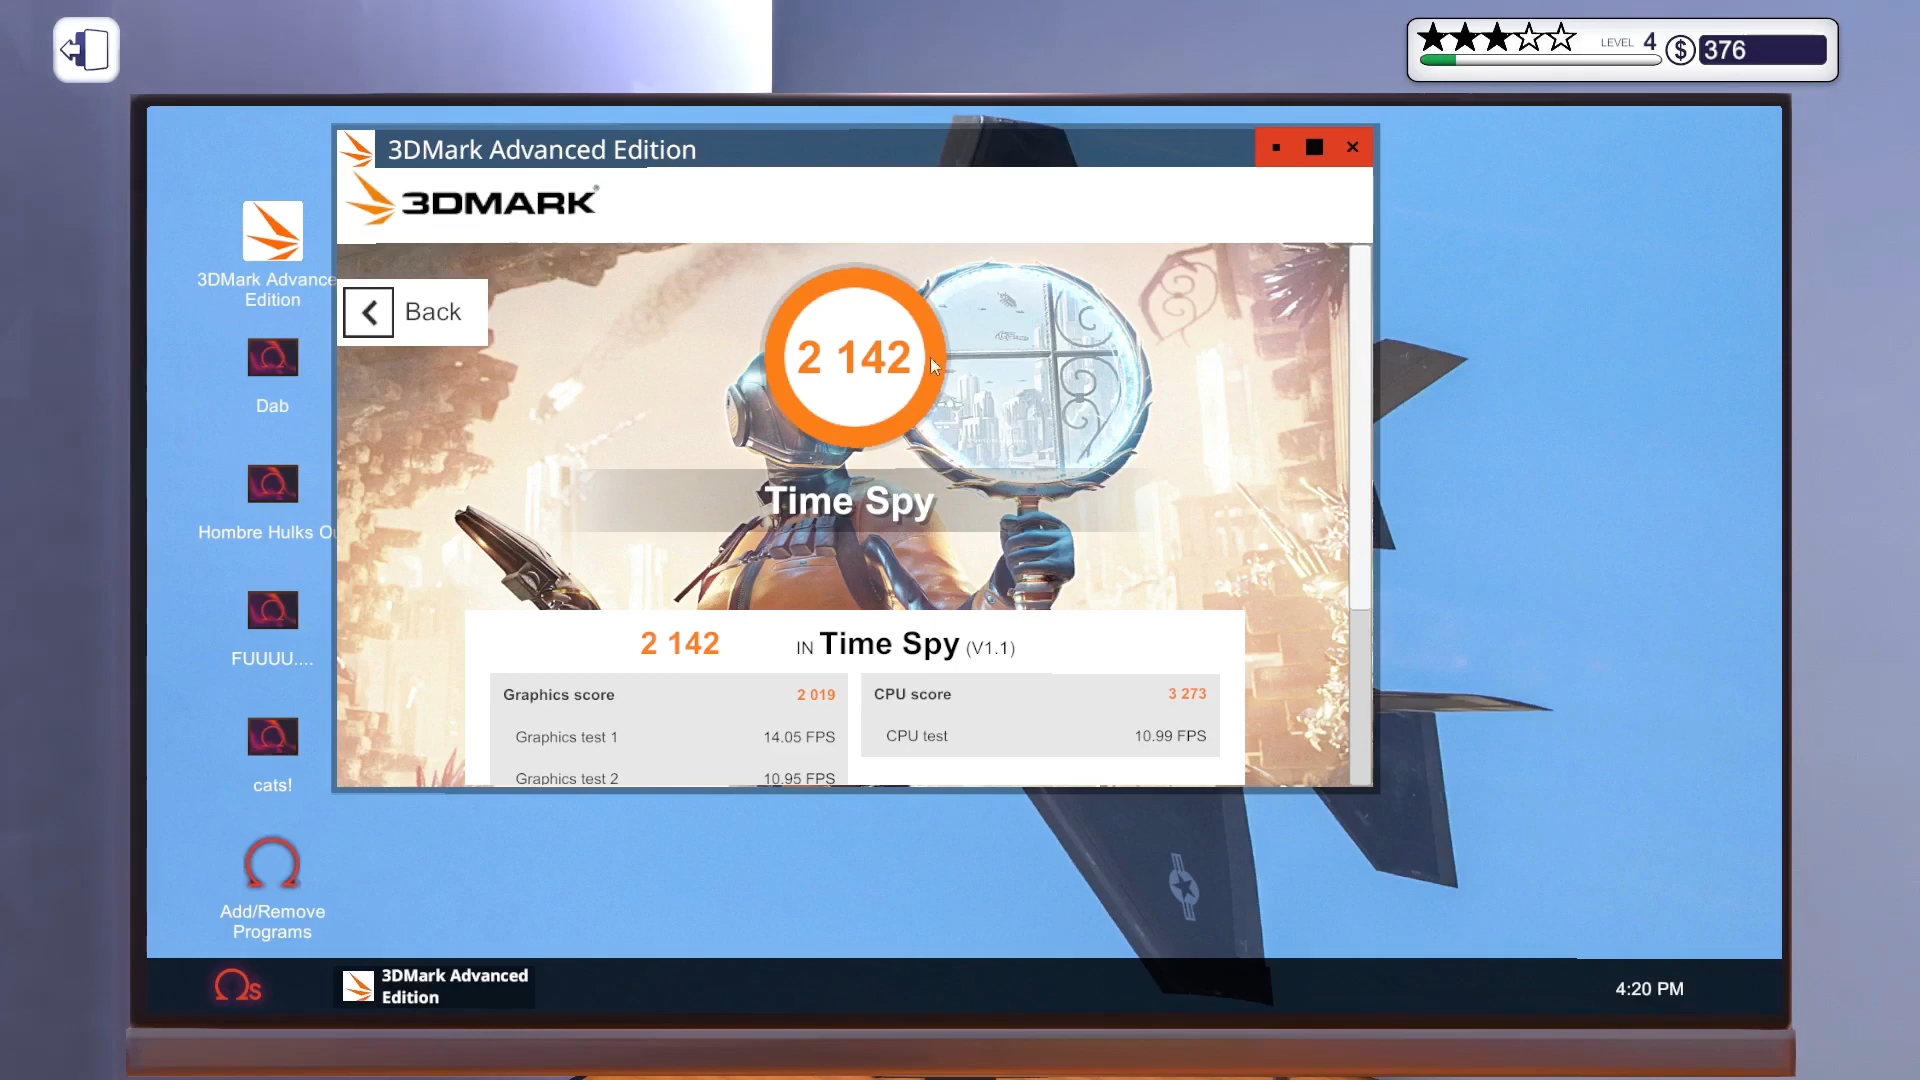 ★★★☆☆ LEVEL 4 $ 376
3DMark Advanced Edition
3DMARK®
Back
2 142
Time Spy
2 142 IN Time Spy (V1.1)
Graphics score 2 019
Graphics test 1 14.05 FPS
Graphics test 2 10.95 FPS
CPU score 3 273
CPU test 10.99 FPS
3DMark Advance
Edition
Dab
Hombre Hulks O
FUUUU....
cats!
Add/Remove
Programs
Ωs
3DMark Advanced
Edition
4:20 PM